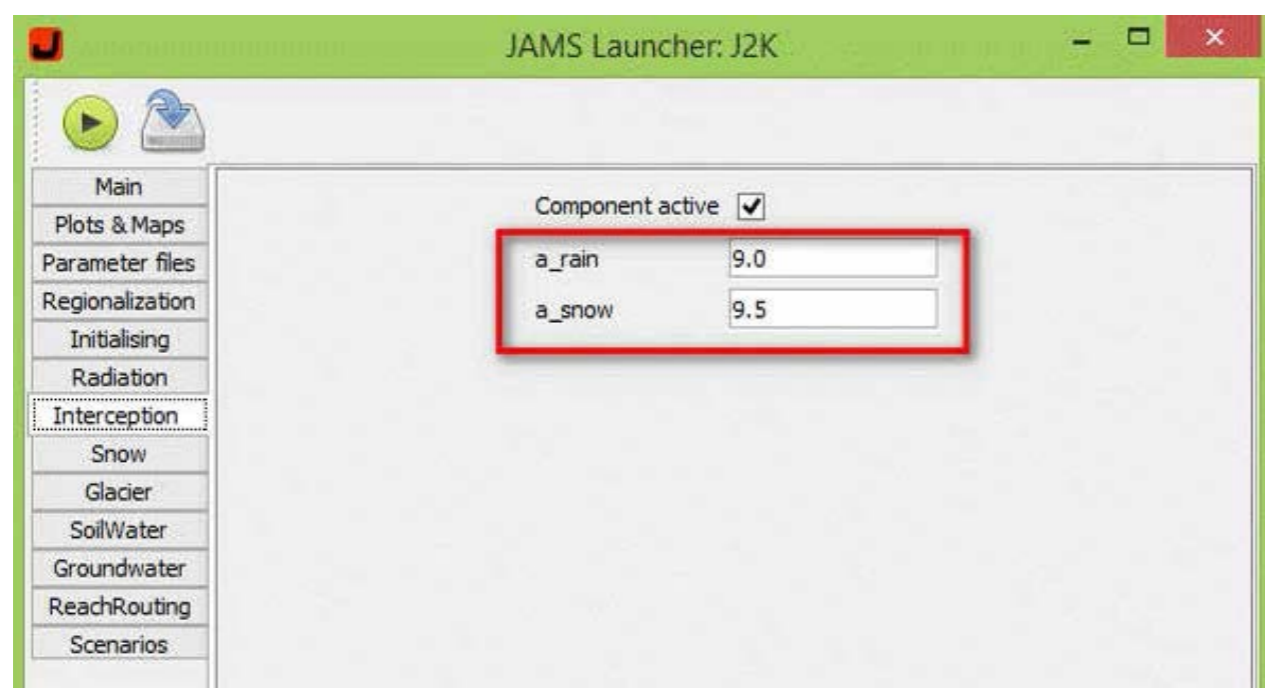 JAMS Launcher: J2K
Main
Plots & Maps
Parameter files
Regionalization
Initialising
Radiation
Interception
Snow
Glacier
SoilWater
Groundwater
ReachRouting
Scenarios
Component active
a_rain 9.0
a_snow 9.5